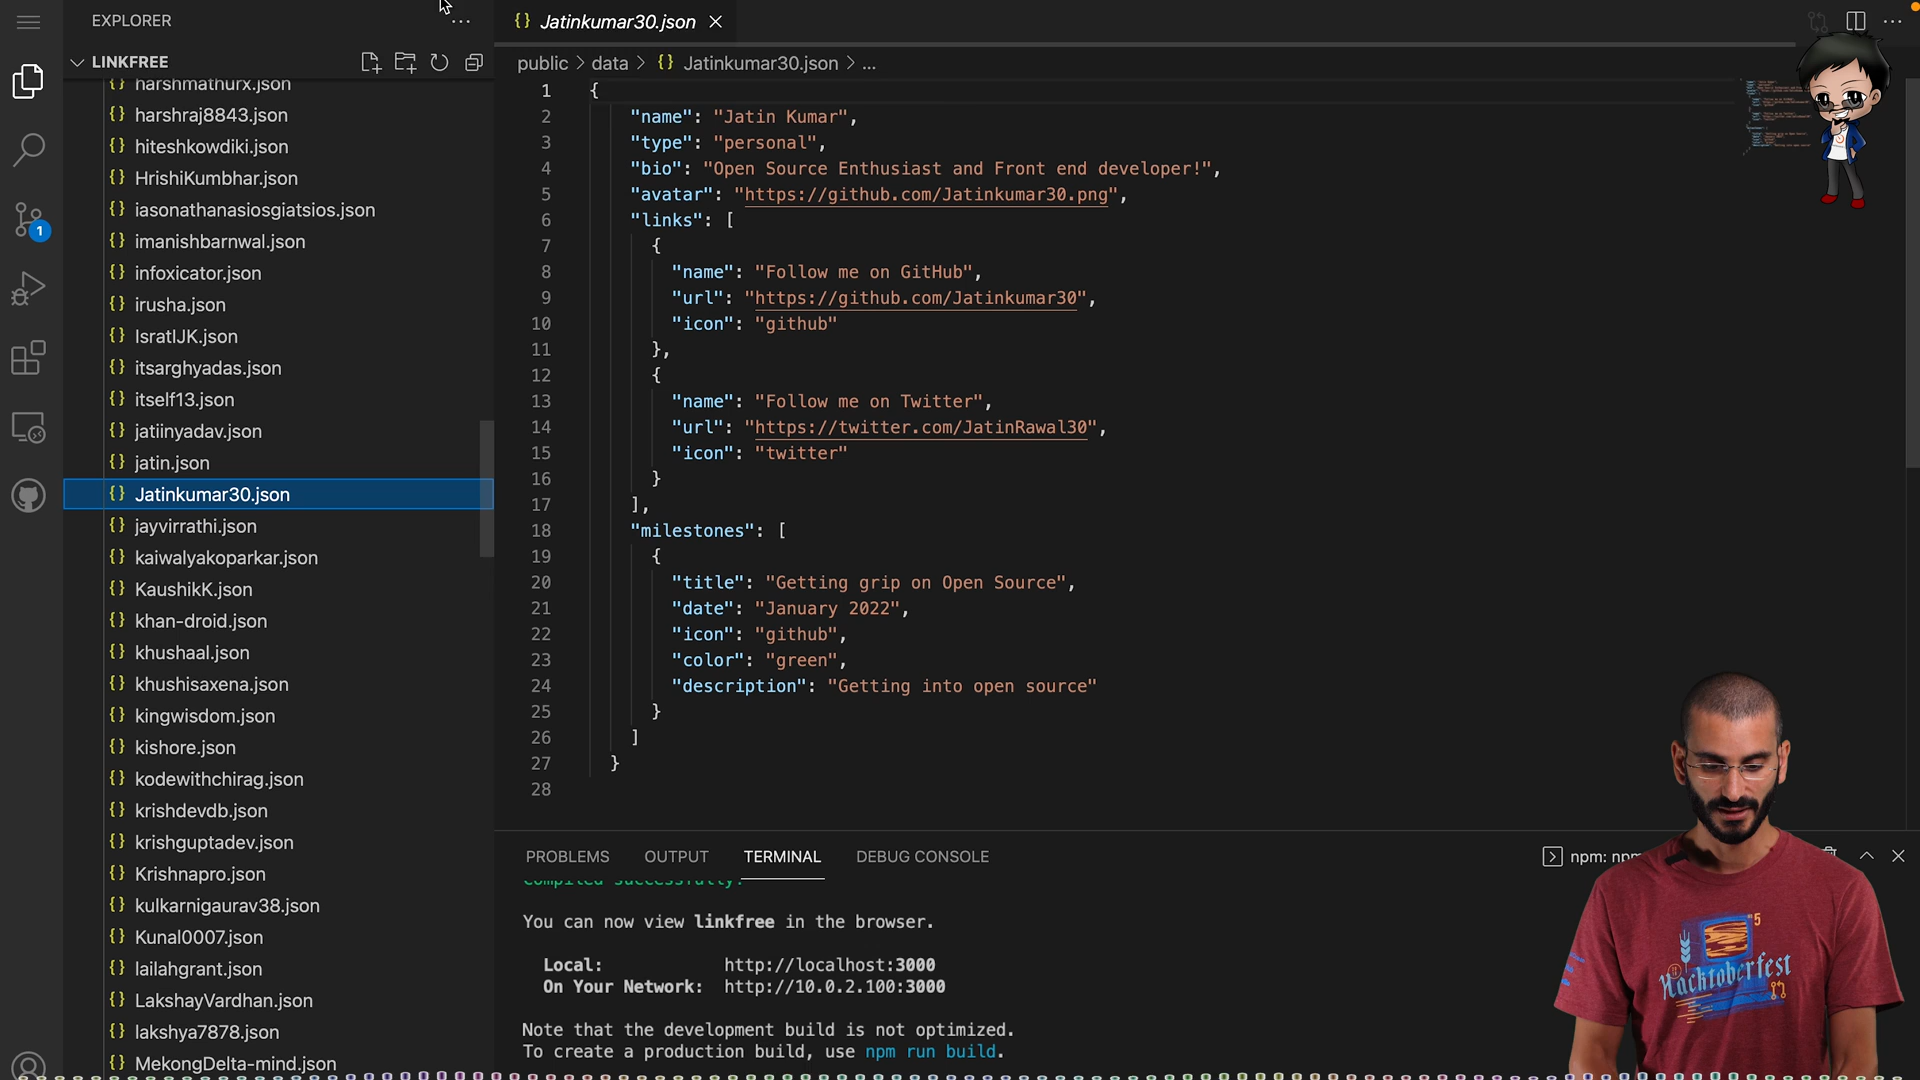 EXPLORER
LINKFREE
harshmathurx.json
harshraj8843.json
hiteshkowdiki.json
HrishiKumbhar.json
iasonathanasiosgiatsios.json
imanishbarnwal.json
infoxicator.json
irusha.json
IsratIJK.json
itsarghyadas.json
itself13.json
jatiinyadav.json
jatin.json
Jatinkumar30.json
jayvirrathi.json
kaiwalyakoparkar.json
KaushikK.json
khan-droid.json
khushaal.json
khushisaxena.json
kingwisdom.json
kishore.json
kodewithchirag.json
krishdevdb.json
krishguptadev.json
Krishnapro.json
kulkarnigaurav38.json
Kunal0007.json
lailahgrant.json
LakshayVardhan.json
lakshya7878.json
MekongDelta-mind.json
1
Jatinkumar30.json
public > data > {} Jatinkumar30.json > ...
1 {
2 "name": "Jatin Kumar",
3 "type": "personal",
4 "bio": "Open Source Enthusiast and Front end developer!",
5 "avatar": "https://github.com/Jatinkumar30.png",
6 "links": [
7 {
8 "name": "Follow me on GitHub",
9 "url": "https://github.com/Jatinkumar30",
10 "icon": "github"
11 },
12 {
13 "name": "Follow me on Twitter",
14 "url": "https://twitter.com/JatinRawal30",
15 "icon": "twitter"
16 }
17 ],
18 "milestones": [
19 {
20 "title": "Getting grip on Open Source",
21 "date": "January 2022",
22 "icon": "github",
23 "color": "green",
24 "description": "Getting into open source"
25 }
26 ]
27 }
28
PROBLEMS OUTPUT TERMINAL DEBUG CONSOLE
npm: npm
Compiled successfully!
You can now view linkfree in the browser.
Local: http://localhost:3000
On Your Network: http://10.0.2.100:3000
Note that the development build is not optimized.
To create a production build, use npm run build.
Hacktoberfest